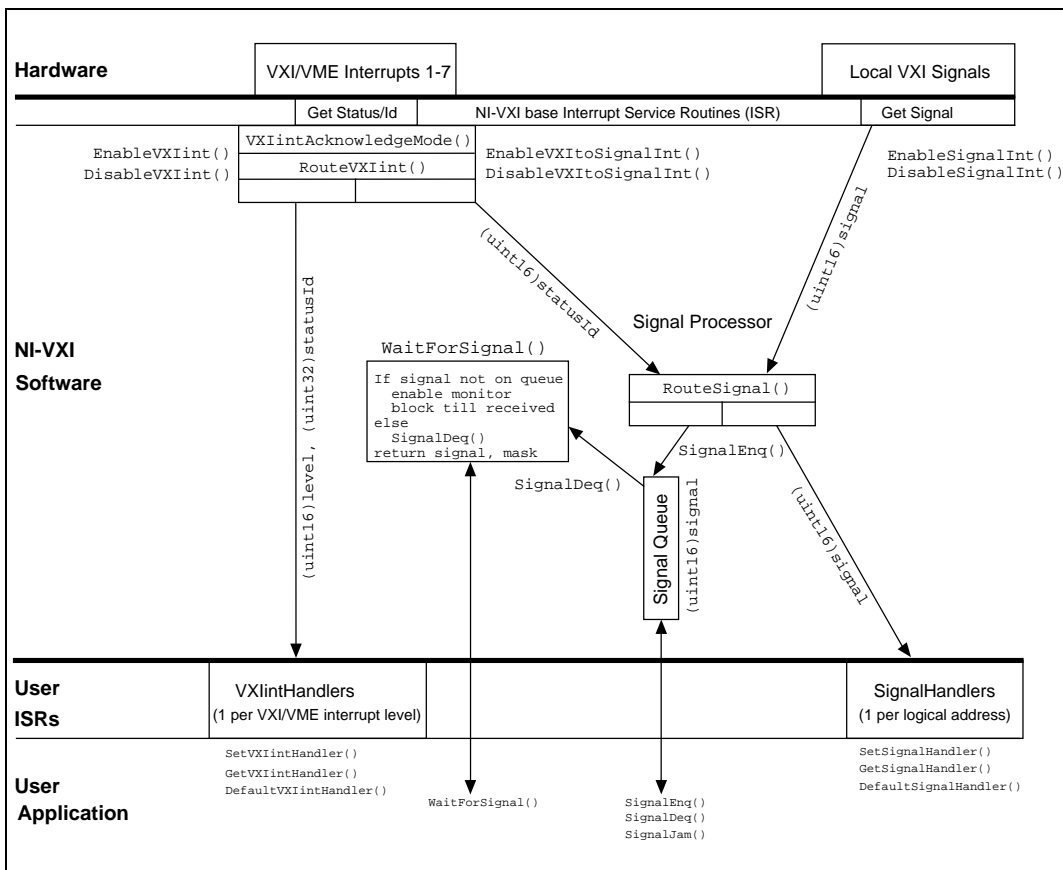 Hardware
VXI/VME Interrupts 1-7
Local VXI Signals
Get Status/Id
NI-VXI base Interrupt Service Routines (ISR)
Get Signal
VXIintAcknowledgeMode()
RouteVXIint()
EnableVXIint()
DisableVXIint()
EnableVXItoSignalInt()
DisableVXItoSignalInt()
EnableSignalInt()
DisableSignalInt()
(uint16)statusId
(uint16)signal
(uint16)level, (uint32)statusId
NI-VXI
Software
Signal Processor
RouteSignal()
WaitForSignal()
If signal not on queue
enable monitor
block till received
else
SignalDeq()
return signal, mask
SignalEnq()
SignalDeq()
Signal Queue
(uint16)signal
(uint16)signal
User
ISRs
VXIintHandlers
(1 per VXI/VME interrupt level)
SignalHandlers
(1 per logical address)
User
Application
SetVXIintHandler()
GetVXIintHandler()
DefaultVXIintHandler()
WaitForSignal()
SignalEnq()
SignalDeq()
SignalJam()
SetSignalHandler()
GetSignalHandler()
DefaultSignalHandler()